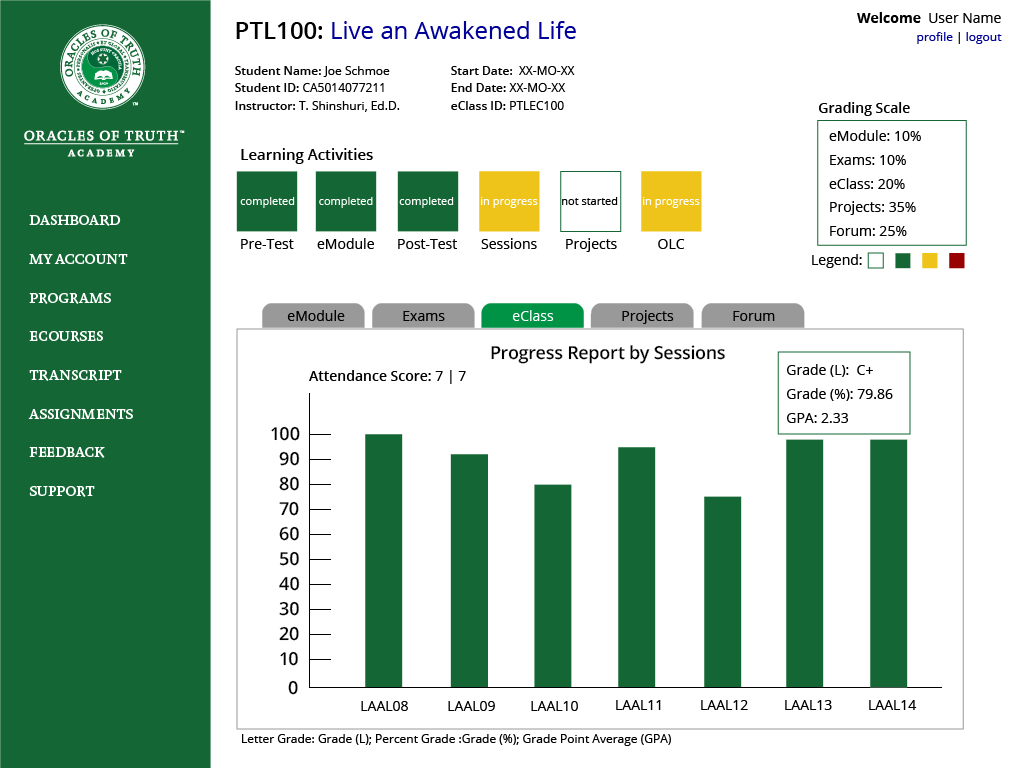 ORACLES OF TRUTH
ACADEMY
™
ORACLES OF TRUTH™
ACADEMY
DASHBOARD
MY ACCOUNT
PROGRAMS
ECOURSES
TRANSCRIPT
ASSIGNMENTS
FEEDBACK
SUPPORT
PTL100: Live an Awakened Life
Welcome User Name
profile | logout
Student Name: Joe Schmoe
Student ID: CA5014077211
Instructor: T. Shinshuri, Ed.D.
Start Date: XX-MO-XX
End Date: XX-MO-XX
eClass ID: PTLEC100
Grading Scale
eModule: 10%
Exams: 10%
eClass: 20%
Projects: 35%
Forum: 25%
Legend:
Learning Activities
completed completed completed in progress not started in progress
Pre-Test eModule Post-Test Sessions Projects OLC
eModule Exams eClass Projects Forum
Progress Report by Sessions
Attendance Score: 7 | 7
Grade (L): C+
Grade (%): 79.86
GPA: 2.33
100
90
80
70
60
50
40
30
20
10
0
LAAL08 LAAL09 LAAL10 LAAL11 LAAL12 LAAL13 LAAL14
Letter Grade: Grade (L); Percent Grade :Grade (%); Grade Point Average (GPA)